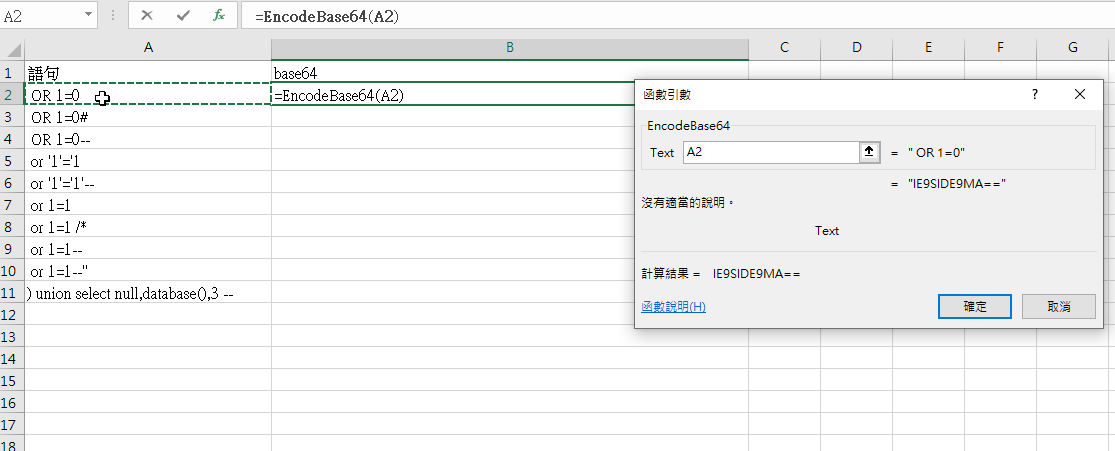 A2 fx =EncodeBase64(A2)
A B C D E F G
1 語句 base64
2 OR 1=0 =EncodeBase64(A2)
3 OR 1=0#
4 OR 1=0--
5 or '1'='1
6 or '1'='1'--
7 or 1=1
8 or 1=1 /*
9 or 1=1--
10 or 1=1--"
11 ) union select null,database(),3 --
12
13
14
15
16
17
18
函數引數 ?
EncodeBase64
Text A2 = " OR 1=0"
= "IE9SIDE9MA=="
沒有適當的說明。
Text
計算結果 = IE9SIDE9MA==
函數說明(H) 確定 取消